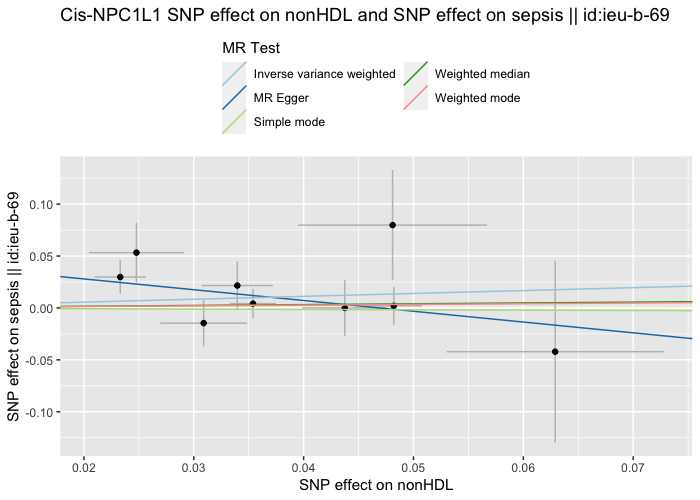 Cis-NPC1L1 SNP effect on nonHDL and SNP effect on sepsis || id:ieu-b-69
MR Test
Inverse variance weighted
Weighted median
MR Egger
Weighted mode
Simple mode
SNP effect on sepsis || id:ieu-b-69
0.10
0.05
0.00
-0.05
-0.10
0.02 0.03 0.04 0.05 0.06 0.07
SNP effect on nonHDL